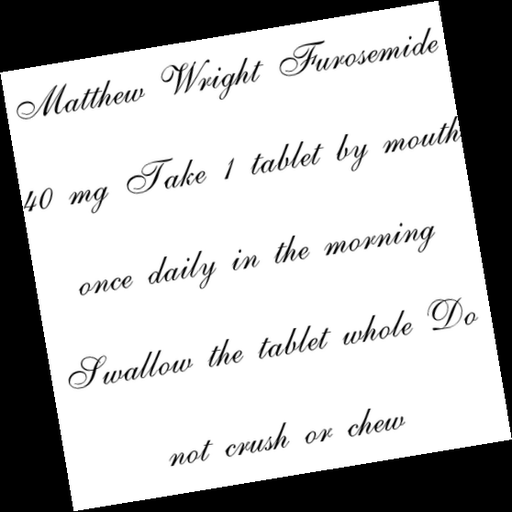 Matthew Wright Furosemide
40 mg Take 1 tablet by mouth
once daily in the morning
Swallow the tablet whole Do
not crush or chew